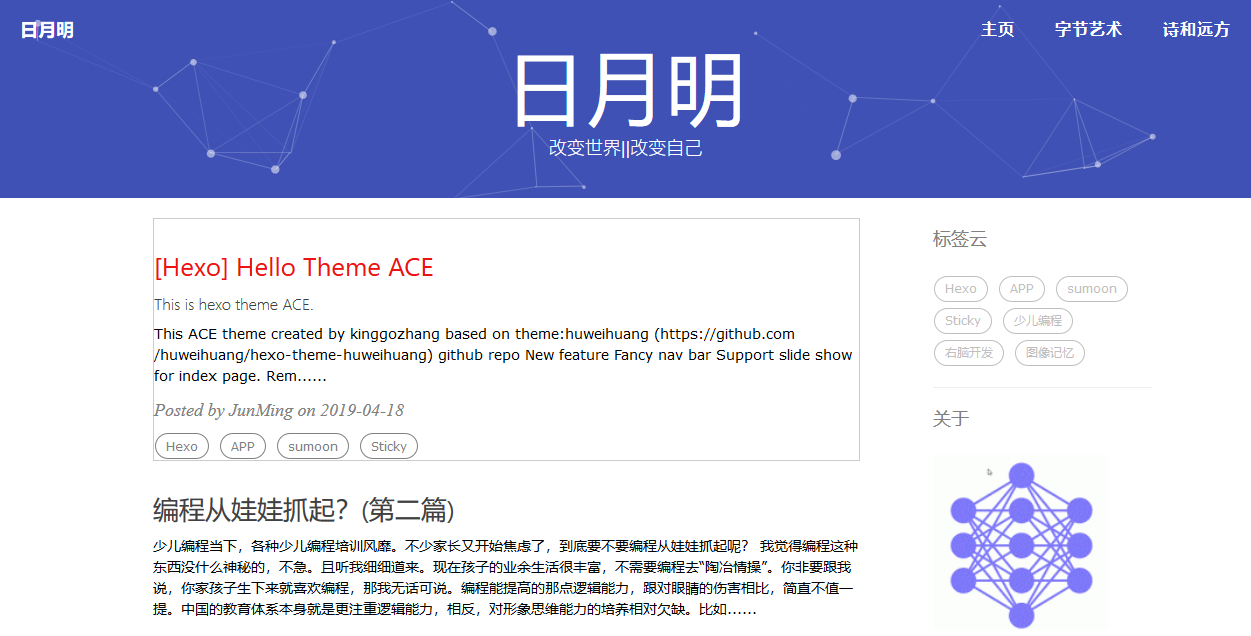 日月明
主页 字节艺术 诗和远方
日月明
改变世界||改变自己
[Hexo] Hello Theme ACE
This is hexo theme ACE.
This ACE theme created by kinggozhang based on theme:huweihuang (https://github.com
/huweihuang/hexo-theme-huweihuang) github repo New feature Fancy nav bar Support slide show
for index page. Rem......
Posted by JunMing on 2019-04-18
Hexo APP sumoon Sticky
编程从娃娃抓起？(第二篇)
少儿编程当下，各种少儿编程培训风靡。不少家长又开始焦虑了，到底要不要编程从娃娃抓起呢？ 我觉得编程这种
东西没什么神秘的，不急。且听我细细道来。现在孩子的业余生活很丰富，不需要编程去“陶冶情操”。你非要跟我
说，你家孩子生下来就喜欢编程，那我无话可说。编程能提高的那点逻辑能力，跟对眼睛的伤害相比，简直不值一
提。中国的教育体系本身就是更注重逻辑能力，相反，对形象思维能力的培养相对欠缺。比如......
标签云
Hexo APP sumoon
Sticky 少儿编程
右脑开发 图像记忆
关于